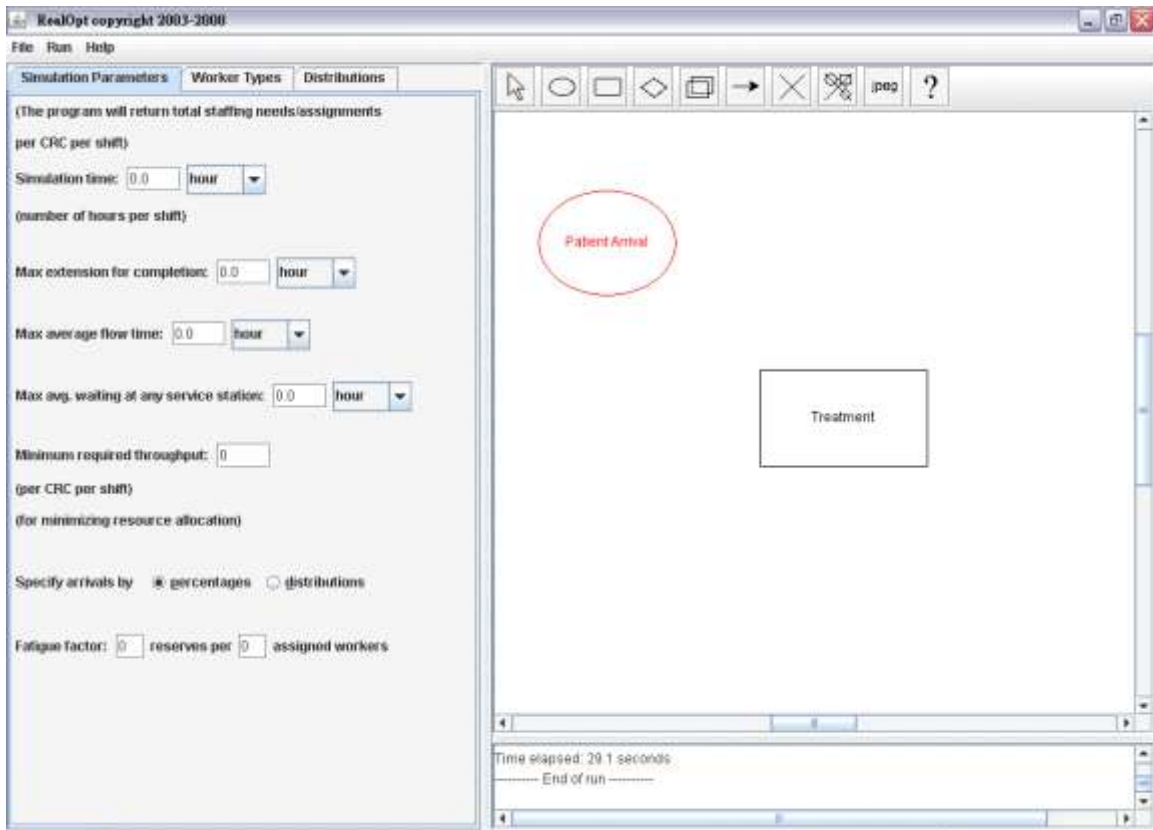 RealOpt copyright 2003-2008
File Run Help
Simulation Parameters Worker Types Distributions
(The program will return total staffing needs/assignments
per CRC per shift)
Simulation time: 0.0 hour
(number of hours per shift)
Max extension for completion: 0.0 hour
Max average flow time: 0.0 hour
Max avg. waiting at any service station: 0.0 hour
Minimum required throughput: 0
(per CRC per shift)
(for minimizing resource allocation)
Specify arrivals by percentages distributions
Fatigue factor: 0 reserves per 0 assigned workers
jpeg ?
Patient Arrival
Treatment
Time elapsed: 29.1 seconds
---------- End of run ----------